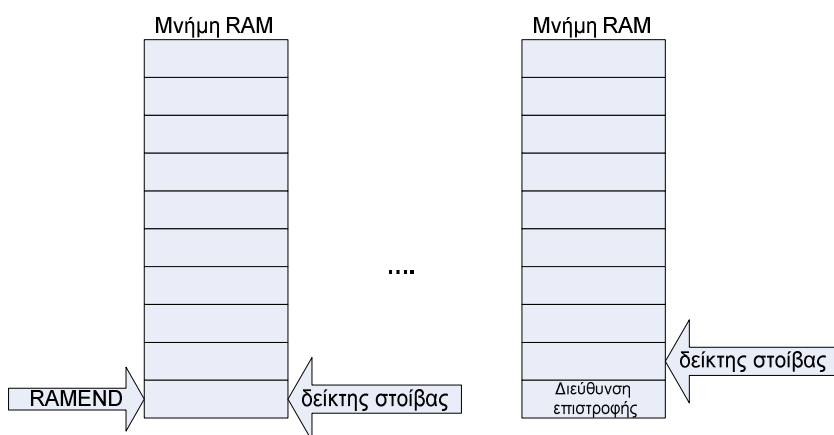 Μνήμη RAM
Μνήμη RAM
....
δείκτης στοίβας
RAMEND
δείκτης στοίβας
Διεύθυνση
επιστροφής